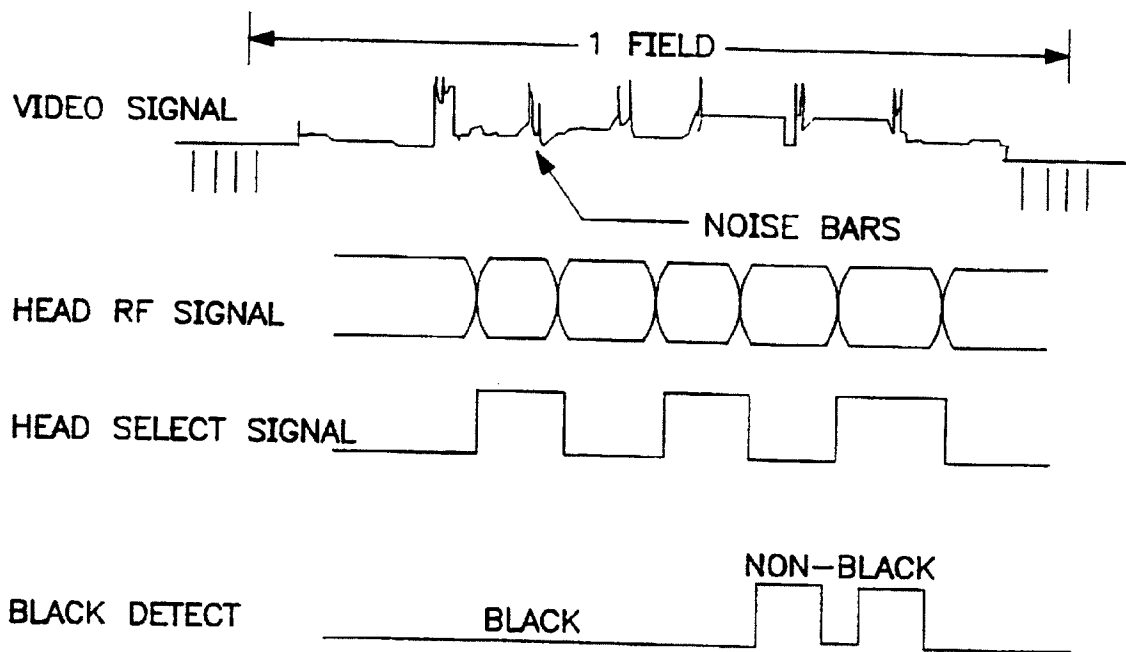 1 FIELD
VIDEO SIGNAL
NOISE BARS
HEAD RF SIGNAL
HEAD SELECT SIGNAL
NON-BLACK
BLACK DETECT
BLACK